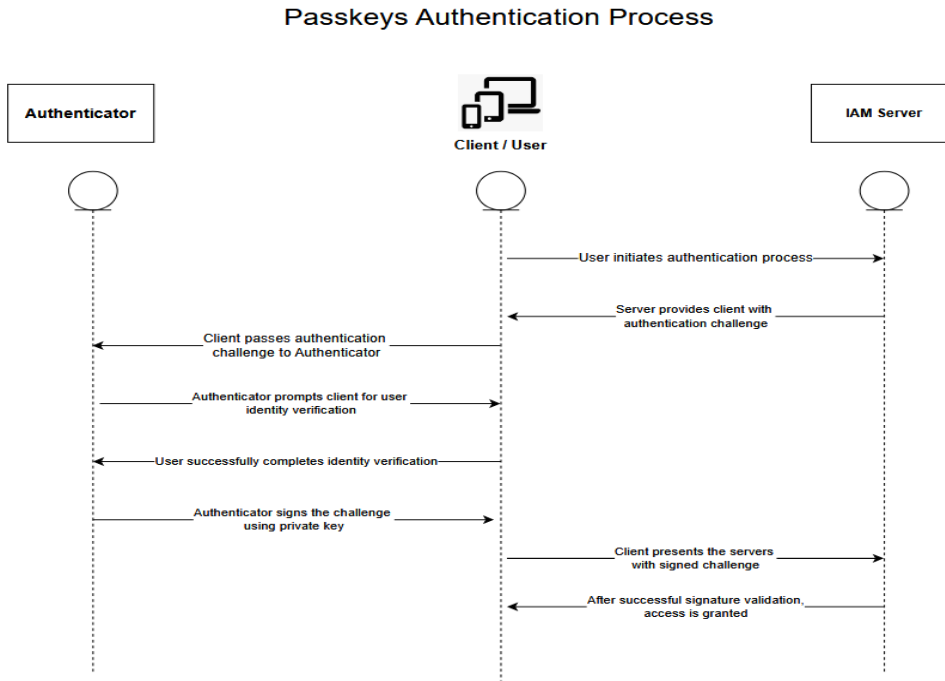 Passkeys Authentication Process
Authenticator
Client / User
IAM Server
User initiates authentication process
Server provides client with
authentication challenge
Client passes authentication
challenge to Authenticator
Authenticator prompts client for user
identity verification
User successfully completes identity verification
Authenticator signs the challenge
using private key
Client presents the servers
with signed challenge
After successful signature validation,
access is granted